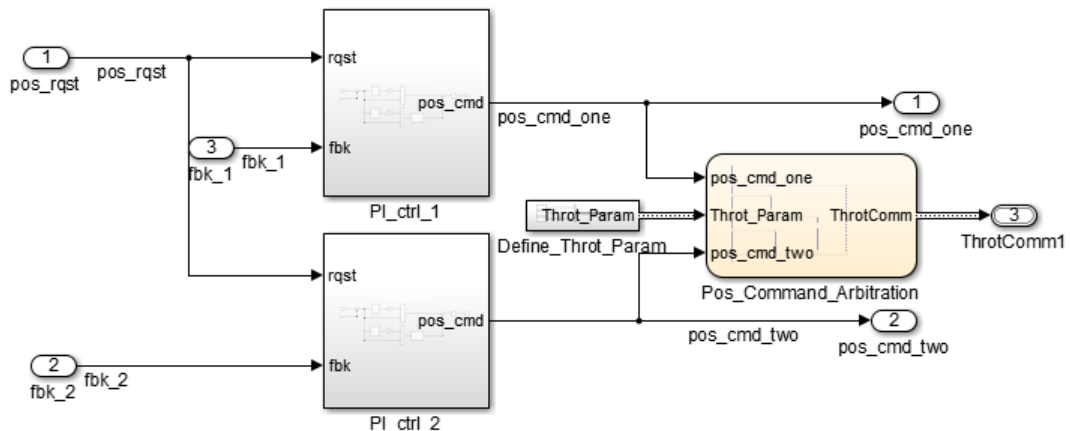 1
pos_rqst
pos_rqst
rqst
pos_cmd
fbk
PI_ctrl_1
3
fbk_1
fbk_1
pos_cmd_one
1
pos_cmd_one
Throt_Param
Define_Throt_Param
pos_cmd_one
Throt_Param
ThrotComm
pos_cmd_two
Pos_Command_Arbitration
3
ThrotComm1
rqst
pos_cmd
fbk
PI_ctrl_2
2
fbk_2
fbk_2
pos_cmd_two
2
pos_cmd_two